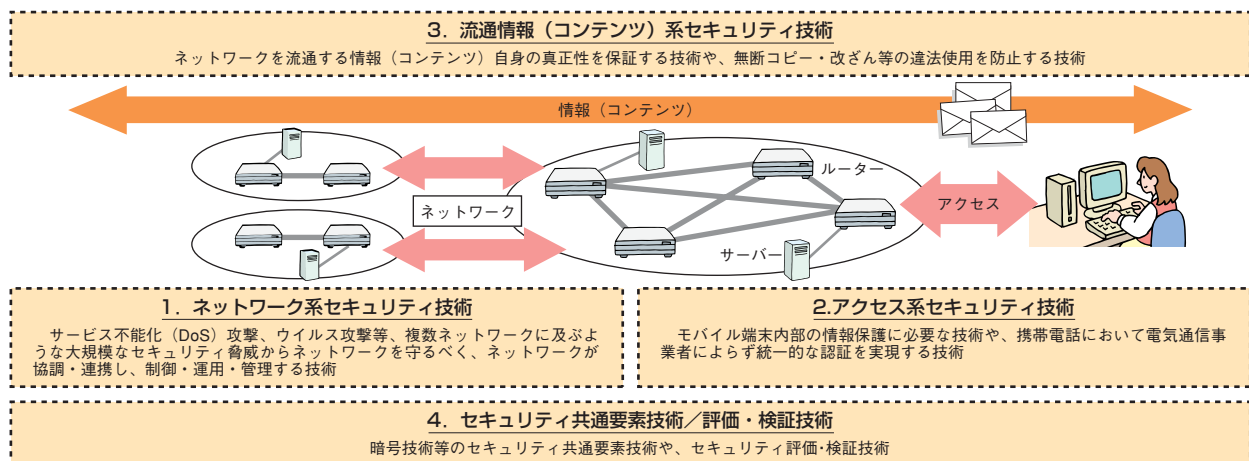 3．流通情報（コンテンツ）系セキュリティ技術
ネットワークを流通する情報（コンテンツ）自身の真正性を保証する技術や、無断コピー・改ざん等の違法使用を防止する技術
情報（コンテンツ）
ルーター
ネットワーク
アクセス
サーバー
1．ネットワーク系セキュリティ技術
サービス不能化（DoS）攻撃、ウイルス攻撃等、複数ネットワークに及ぶよ
うな大規模なセキュリティ脅威からネットワークを守るべく、ネットワークが
協調・連携し、制御・運用・管理する技術
2.アクセス系セキュリティ技術
モバイル端末内部の情報保護に必要な技術や、携帯電話において電気通信事
業者によらず統一的な認証を実現する技術
4．セキュリティ共通要素技術／評価・検証技術
暗号技術等のセキュリティ共通要素技術や、セキュリティ評価・検証技術